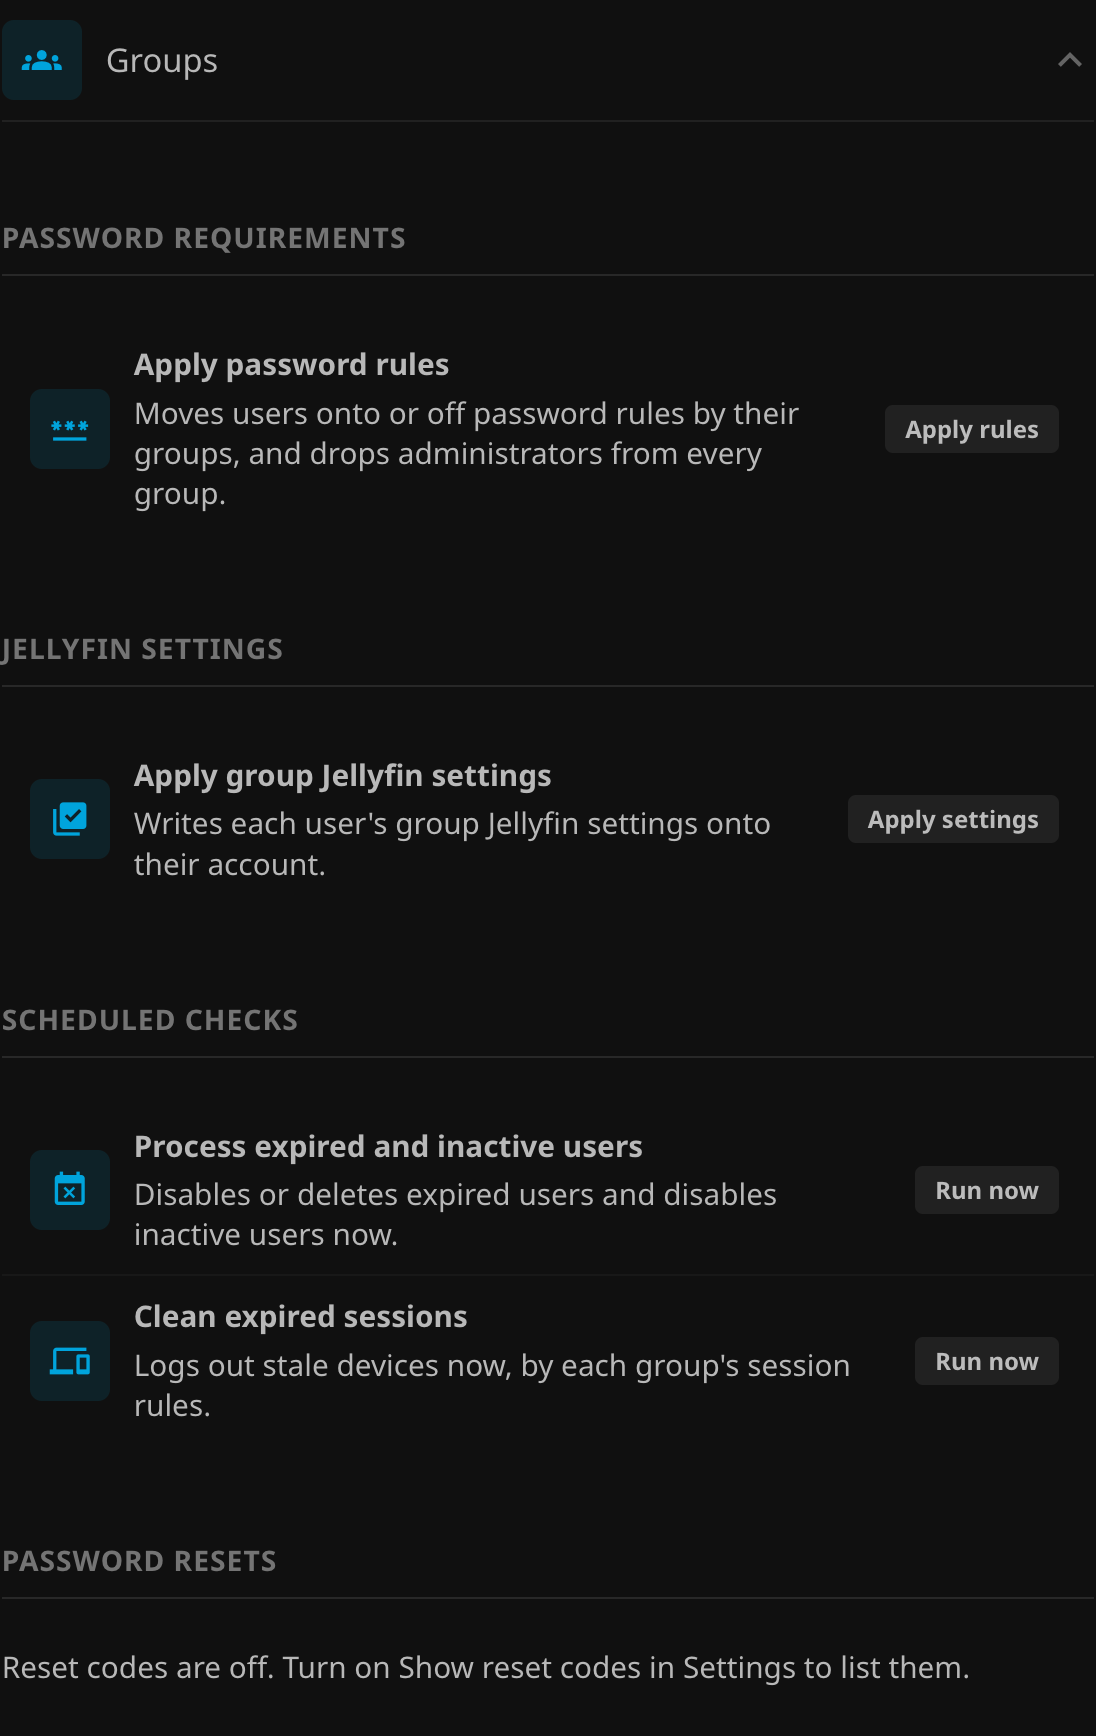 Groups
PASSWORD REQUIREMENTS
Apply password rules
Moves users onto or off password rules by their
groups, and drops administrators from every
group.
Apply rules
JELLYFIN SETTINGS
Apply group Jellyfin settings
Writes each user's group Jellyfin settings onto
their account.
Apply settings
SCHEDULED CHECKS
Process expired and inactive users
Disables or deletes expired users and disables
inactive users now.
Run now
Clean expired sessions
Logs out stale devices now, by each group's session
rules.
Run now
PASSWORD RESETS
Reset codes are off. Turn on Show reset codes in Settings to list them.